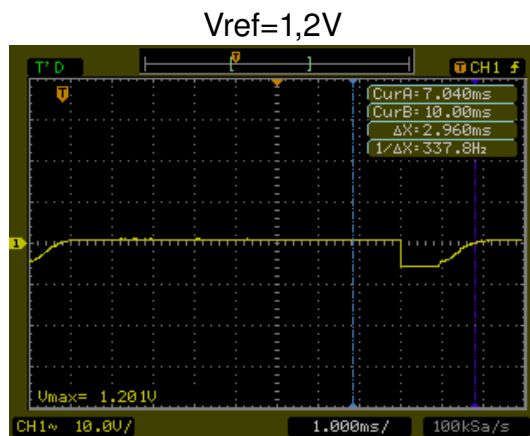 Vref=1,2V
T'D
T
T CH1
T
CurA=7.040ms
CurB=10.00ms
ΔX=2.960ms
1/ΔX=337.8Hz
1
Vmax= 1.201V
CH1~ 10.0V/ 1.000ms/ 100kSa/s